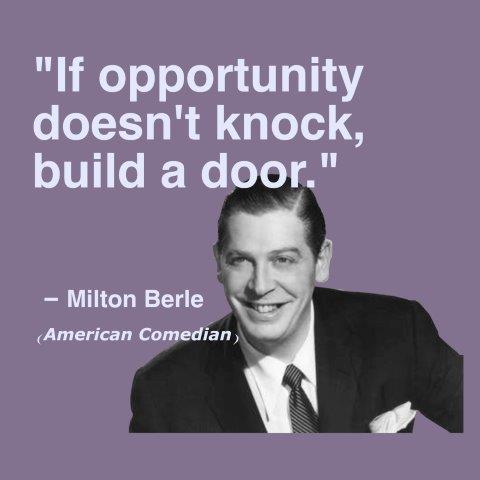 "If opportunity
doesn't knock,
build a door."
– Milton Berle
(American Comedian)